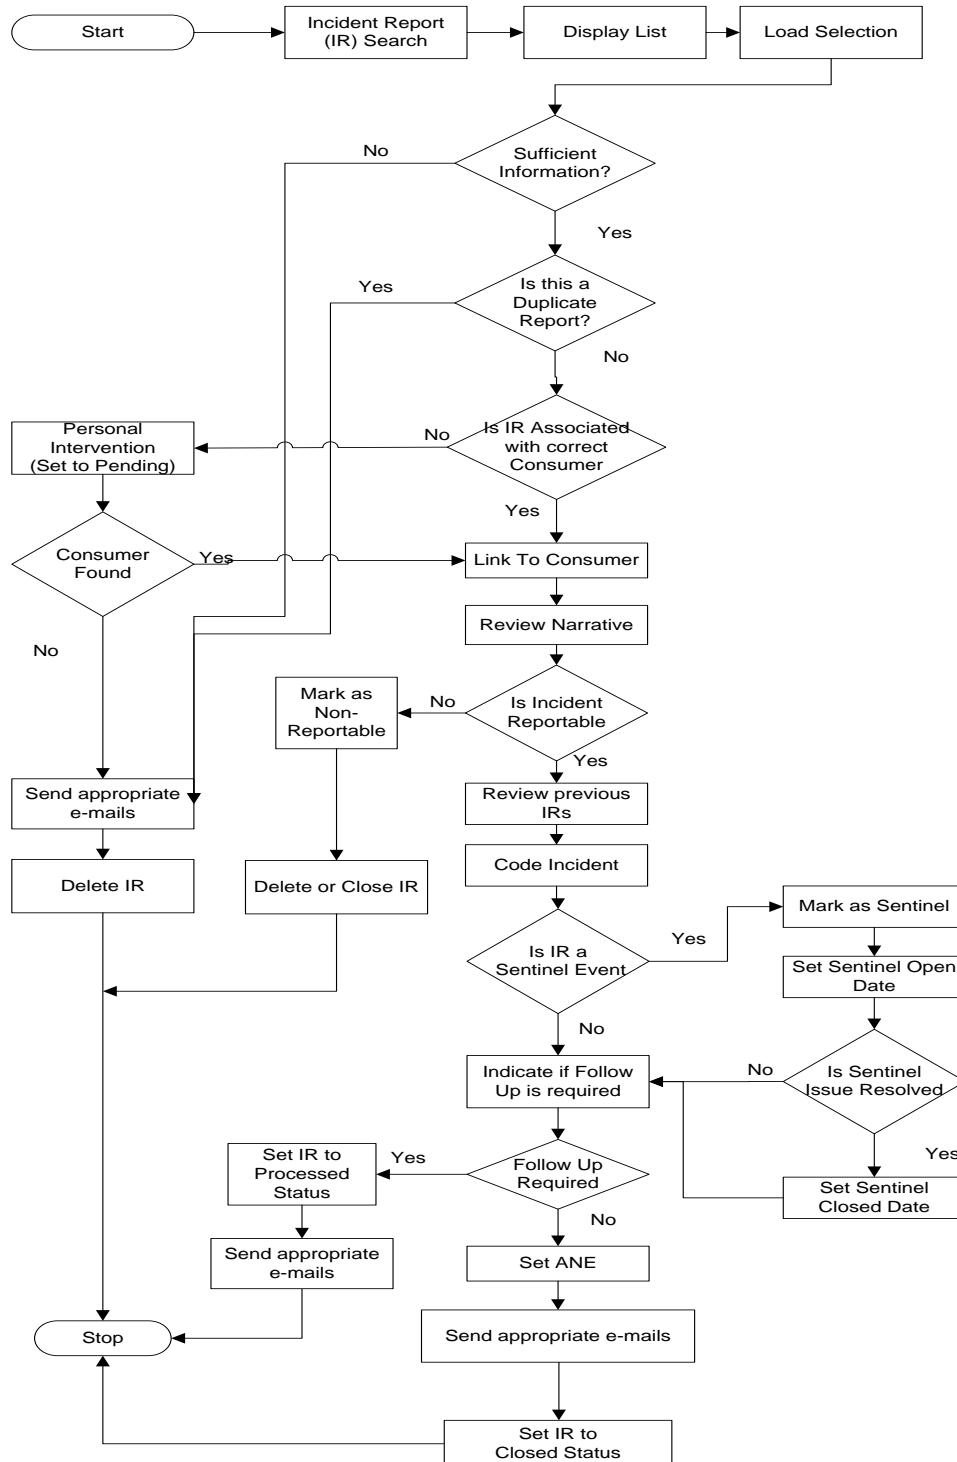 Start
Incident Report
(IR) Search
Display List
Load Selection
No
Sufficient
Information?
Yes
Yes
Is this a
Duplicate
Report?
No
Personal
Intervention
(Set to Pending)
No
Is IR Associated
with correct
Consumer
Yes
Consumer
Found
Yes
Link To Consumer
Review Narrative
No
Mark as
Non-
Reportable
No
Is Incident
Reportable
Yes
Send appropriate
e-mails
Review previous
IRs
Delete IR
Delete or Close IR
Code Incident
Mark as Sentinel
Is IR a
Sentinel Event
Yes
Set Sentinel Open
Date
No
Indicate if Follow
Up is required
No
Is Sentinel
Issue Resolved
Set IR to
Processed
Status
Yes
Follow Up
Required
Yes
Set Sentinel
Closed Date
No
Send appropriate
e-mails
Set ANE
Stop
Send appropriate e-mails
Set IR to
Closed Status